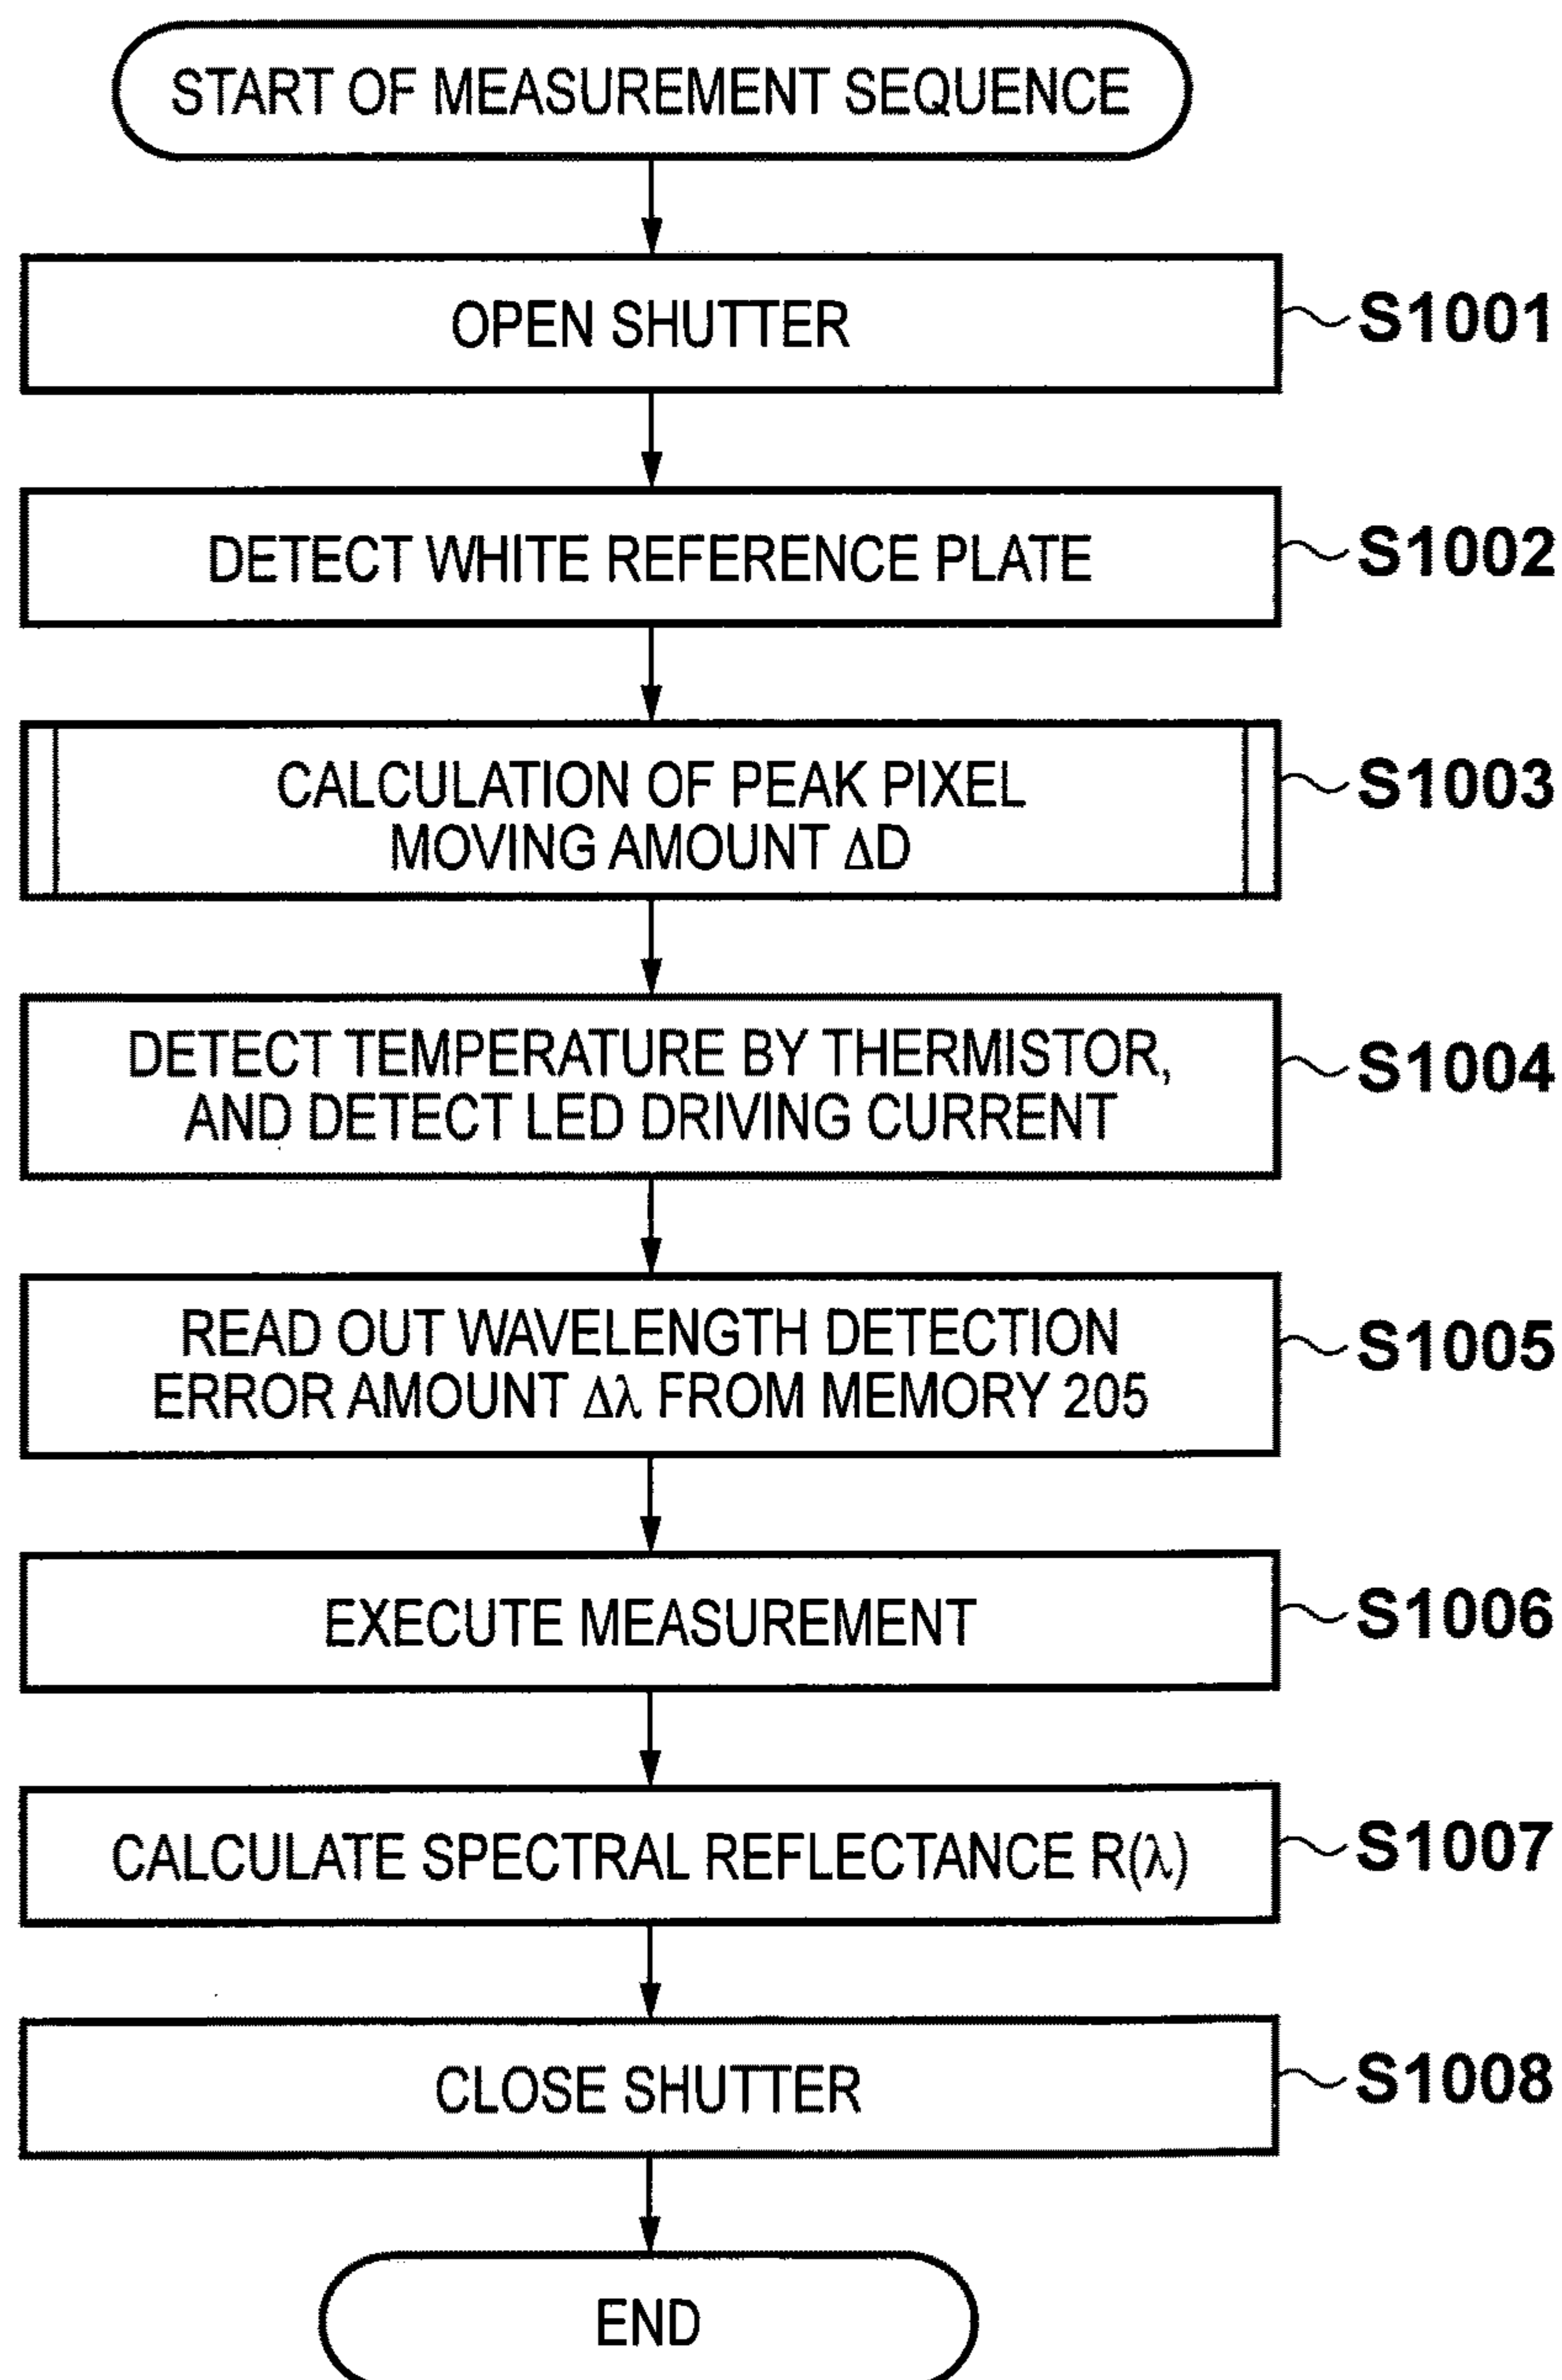 START OF MEASUREMENT SEQUENCE
OPEN SHUTTER
S1001
DETECT WHITE REFERENCE PLATE
S1002
CALCULATION OF PEAK PIXEL
MOVING AMOUNT ΔD
S1003
DETECT TEMPERATURE BY THERMISTOR,
AND DETECT LED DRIVING CURRENT
S1004
READ OUT WAVELENGTH DETECTION
ERROR AMOUNT Δλ FROM MEMORY 205
S1005
EXECUTE MEASUREMENT
S1006
CALCULATE SPECTRAL REFLECTANCE R(λ)
S1007
CLOSE SHUTTER
S1008
END